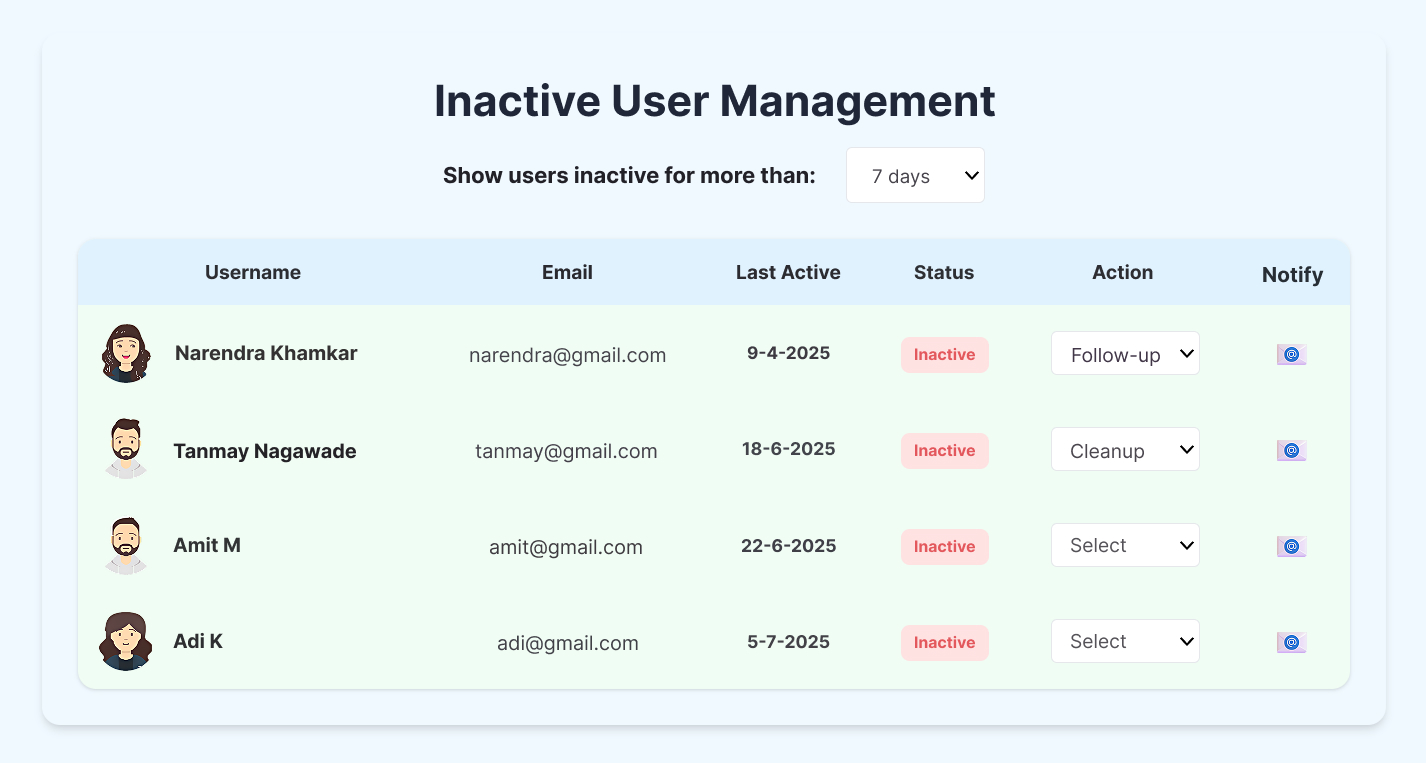 Inactive User Management
Show users inactive for more than: 7 days
Username Email Last Active Status Action Notify
Narendra Khamkar narendra@gmail.com 9-4-2025 Inactive Follow-up @
Tanmay Nagawade tanmay@gmail.com 18-6-2025 Inactive Cleanup @
Amit M amit@gmail.com 22-6-2025 Inactive Select @
Adi K adi@gmail.com 5-7-2025 Inactive Select @